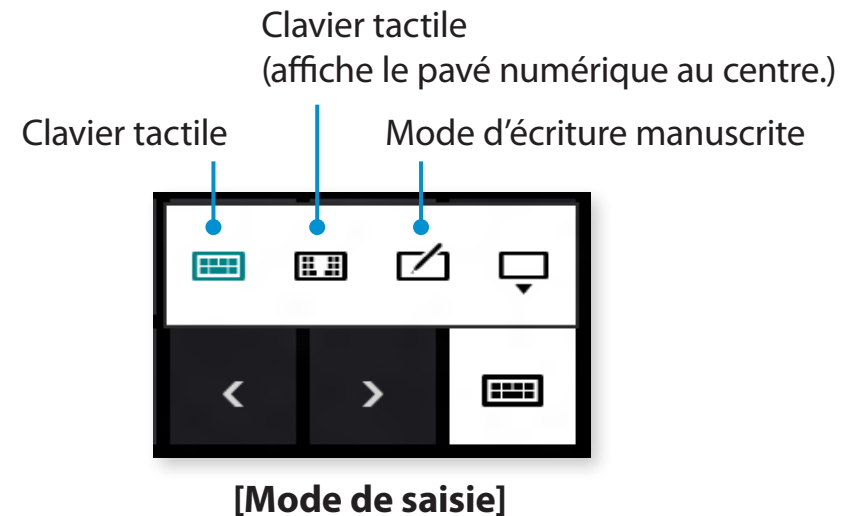 Clavier tactile
(affiche le pavé numérique au centre.)
Clavier tactile
Mode d’écriture manuscrite
[Mode de saisie]